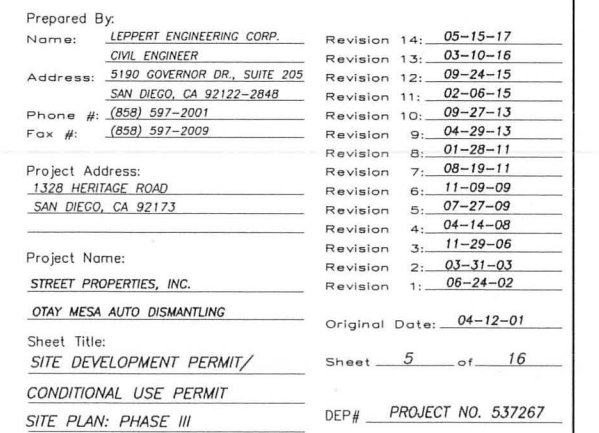 Prepared By:
Name: LEPPERT ENGINEERING CORP.
CIVIL ENGINEER
Address: 5190 GOVERNOR DR., SUITE 205
SAN DIEGO, CA 92122-2848
Phone #: (858) 597-2001
Fax #: (858) 597-2009
Project Address:
1328 HERITAGE ROAD
SAN DIEGO, CA 92173
Project Name:
STREET PROPERTIES, INC.
OTAY MESA AUTO DISMANTLING
Sheet Title:
SITE DEVELOPMENT PERMIT/
CONDITIONAL USE PERMIT
SITE PLAN: PHASE III
Revision 14: 05-15-17
Revision 13: 03-10-16
Revision 12: 09-24-15
Revision 11: 02-06-15
Revision 10: 09-27-13
Revision 9: 04-29-13
Revision 8: 01-28-11
Revision 7: 08-19-11
Revision 6: 11-09-09
Revision 5: 07-27-09
Revision 4: 04-14-08
Revision 3: 11-29-06
Revision 2: 03-31-03
Revision 1: 06-24-02
Original Date: 04-12-01
Sheet 5 of 16
DEP# PROJECT NO. 537267